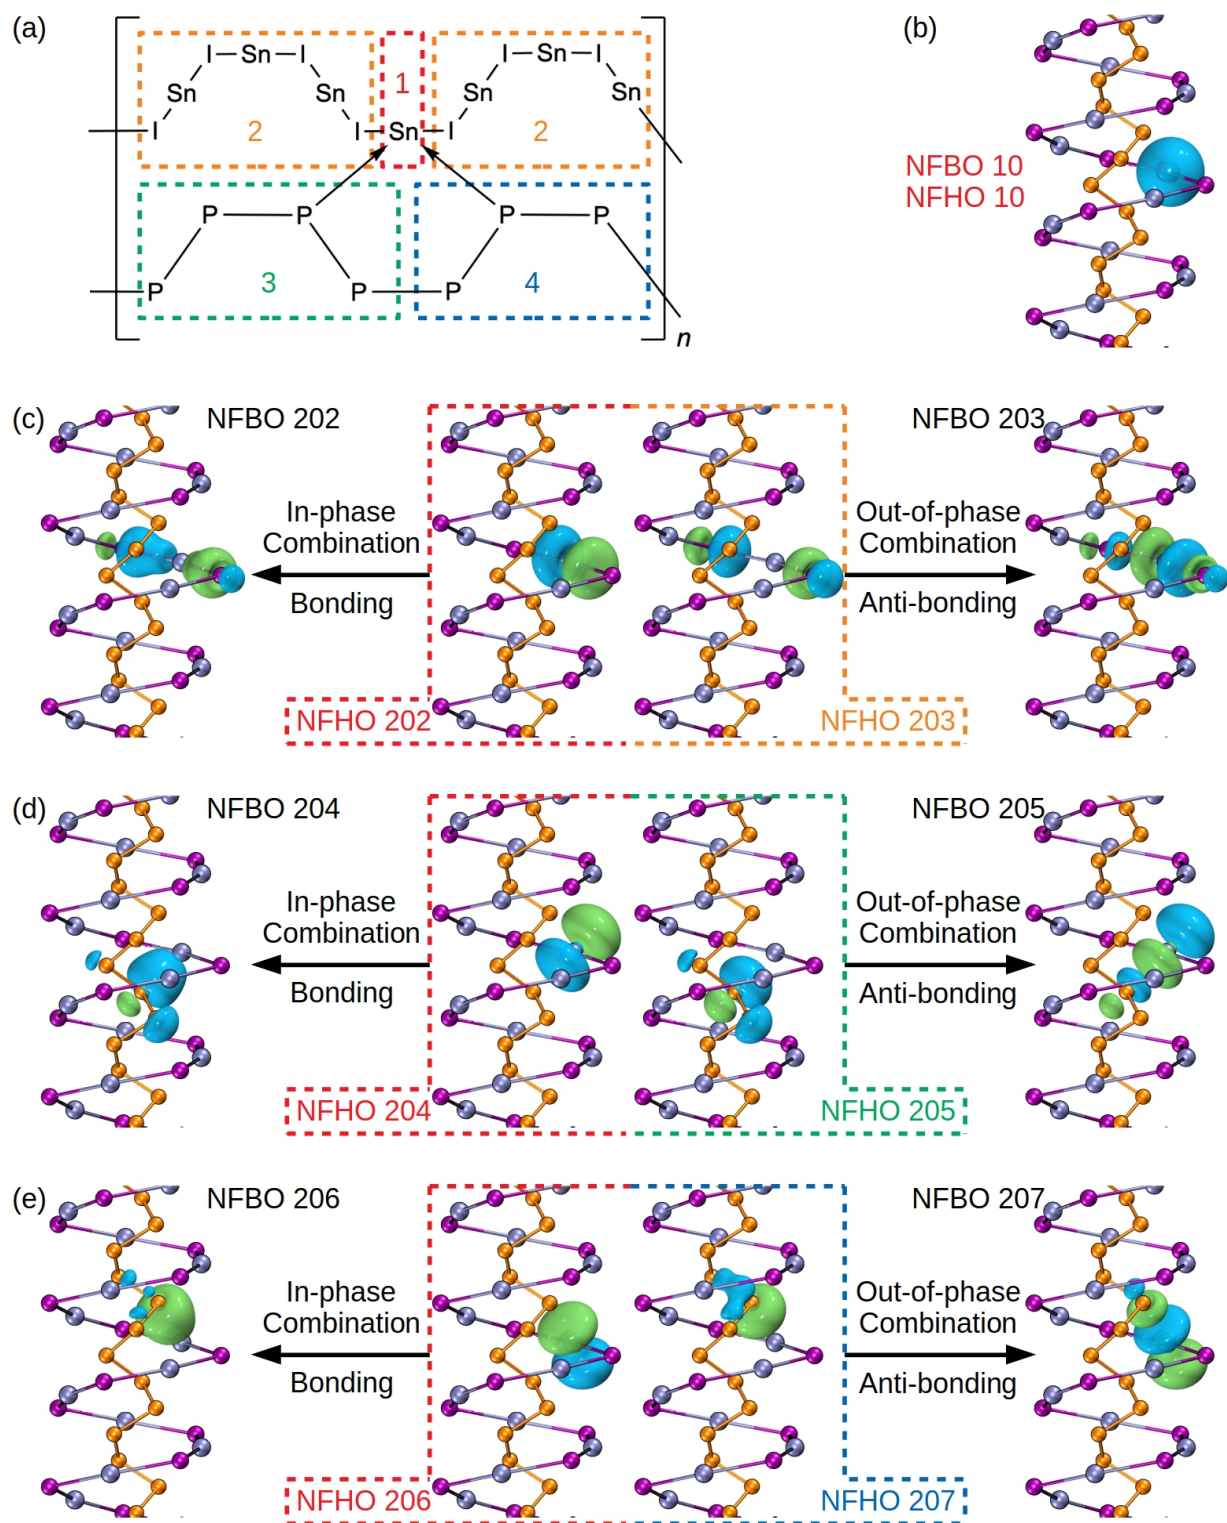 (a)
I Sn I
Sn Sn
I I Sn I
I Sn I
Sn Sn
2 1 2
P P P P
P P P
3 4
n
(b)
NFBO 10
NFHO 10
(c)
NFBO 202
NFBO 203
In-phase
Combination
Bonding
Out-of-phase
Combination
Anti-bonding
NFHO 202
NFHO 203
(d)
NFBO 204
NFBO 205
In-phase
Combination
Bonding
Out-of-phase
Combination
Anti-bonding
NFHO 204
NFHO 205
(e)
NFBO 206
NFBO 207
In-phase
Combination
Bonding
Out-of-phase
Combination
Anti-bonding
NFHO 206
NFHO 207